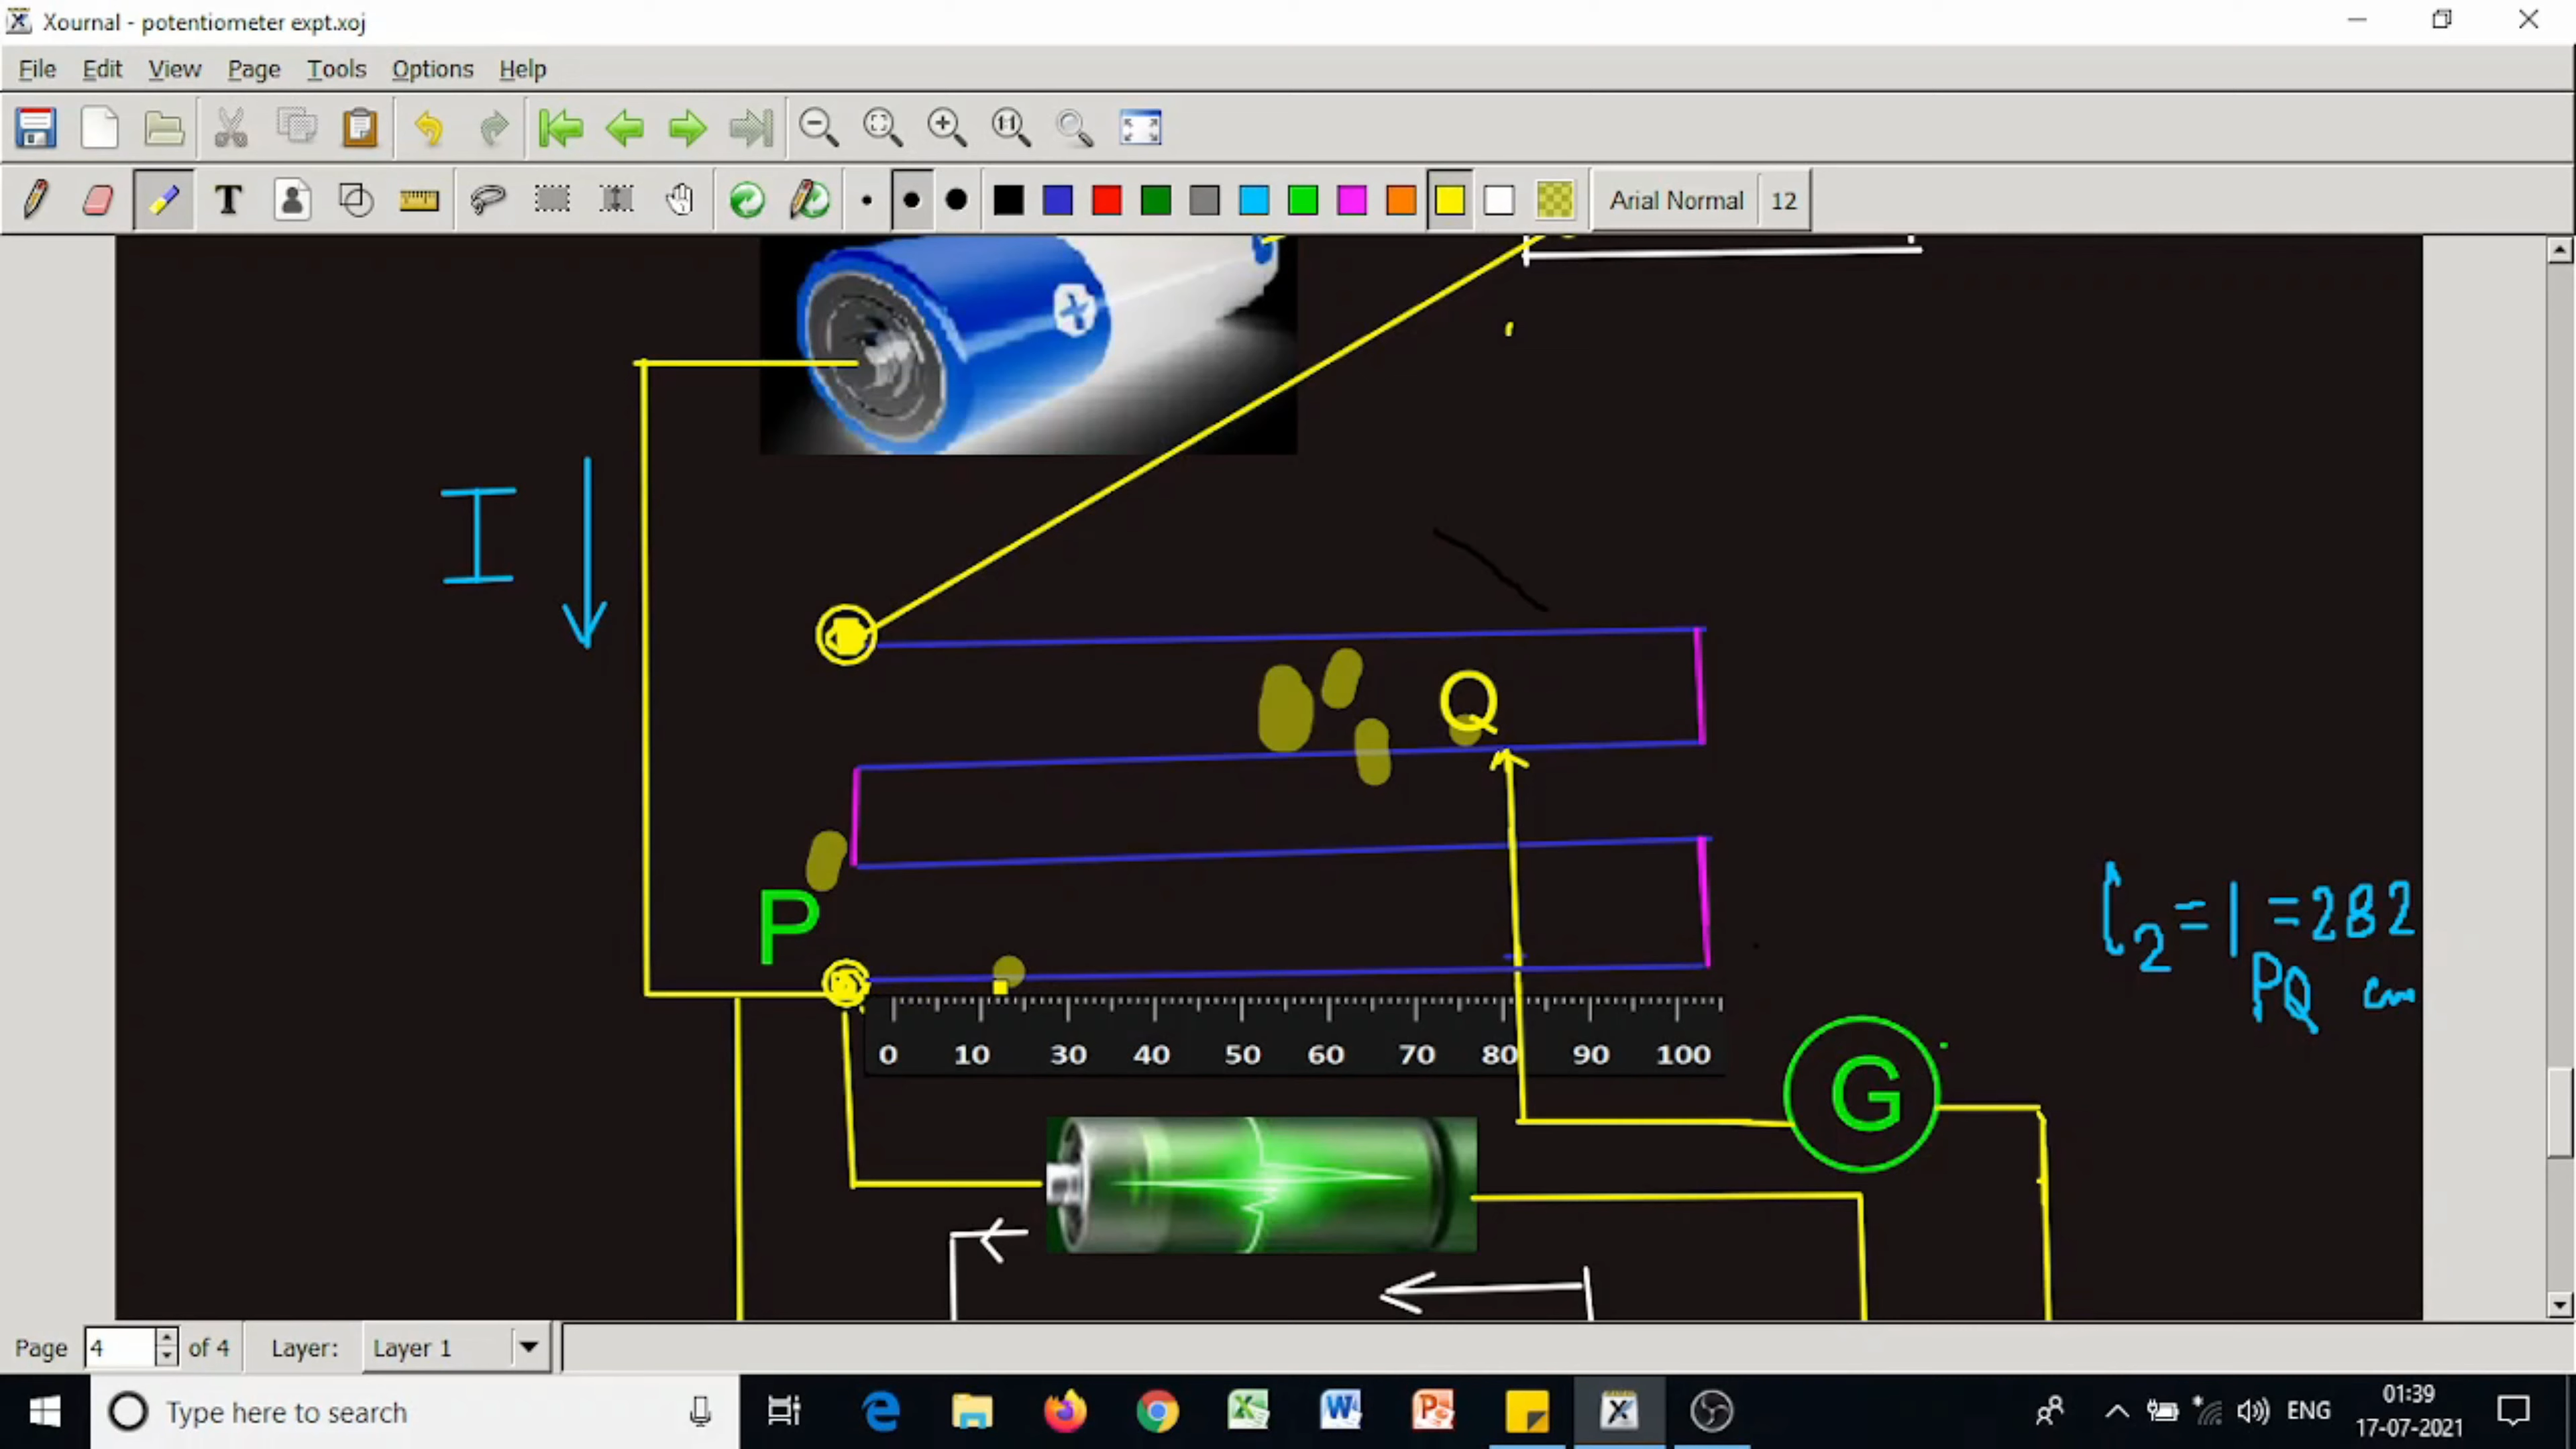 Xournal - potentiometer expt.xoj
File Edit View Page Tools Options Help
T Arial Normal 12
I
Q
P
l2 = l = 282
PQ cm
0 10 30 40 50 60 70 80 90 100
G
Page 4 of 4 Layer: Layer 1
Type here to search
ENG
01:39
17-07-2021